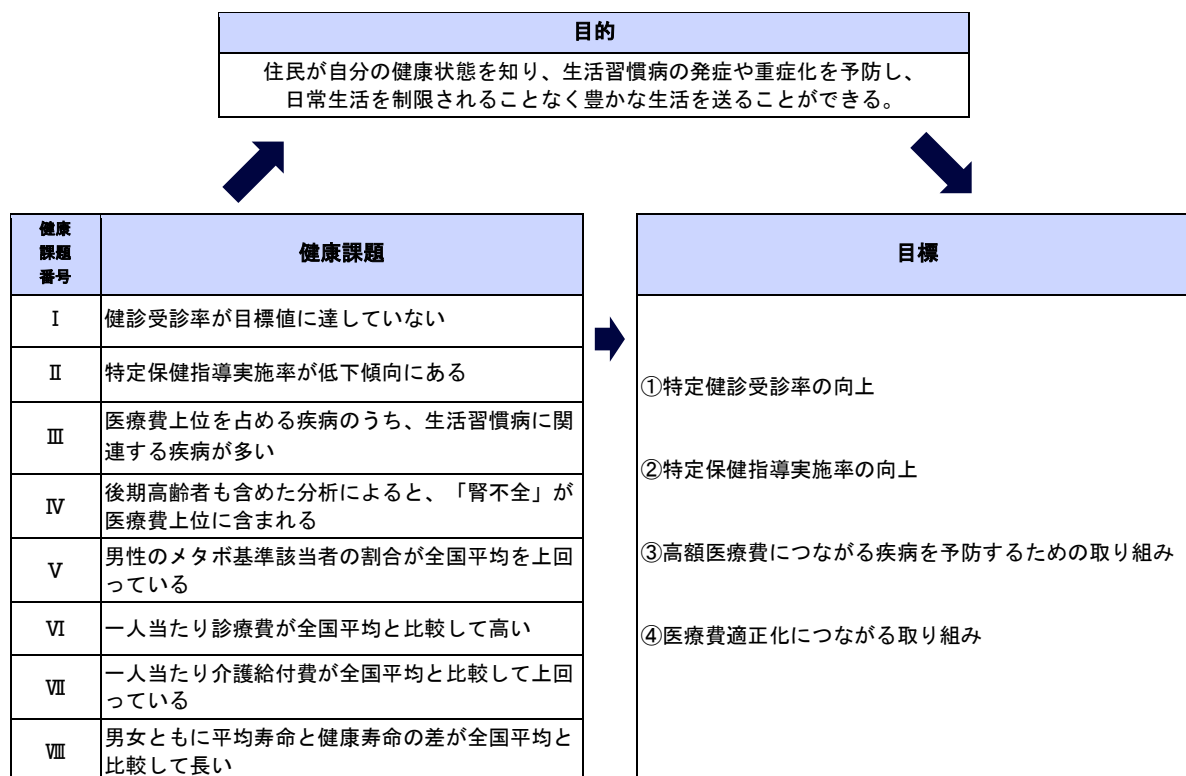 目的
住民が自分の健康状態を知り、生活習慣病の発症や重症化を予防し、
日常生活を制限されることなく豊かな生活を送ることができる。
健康
課題
番号
健康課題
Ⅰ
健診受診率が目標値に達していない
Ⅱ
特定保健指導実施率が低下傾向にある
Ⅲ
医療費上位を占める疾病のうち、生活習慣病に関
連する疾病が多い
Ⅳ
後期高齢者も含めた分析によると、「腎不全」が
医療費上位に含まれる
Ⅴ
男性のメタボ基準該当者の割合が全国平均を上回
っている
Ⅵ
一人当たり診療費が全国平均と比較して高い
Ⅶ
一人当たり介護給付費が全国平均と比較して上回
っている
Ⅷ
男女ともに平均寿命と健康寿命の差が全国平均と
比較して長い
目標
①特定健診受診率の向上
②特定保健指導実施率の向上
③高額医療費につながる疾病を予防するための取り組み
④医療費適正化につながる取り組み